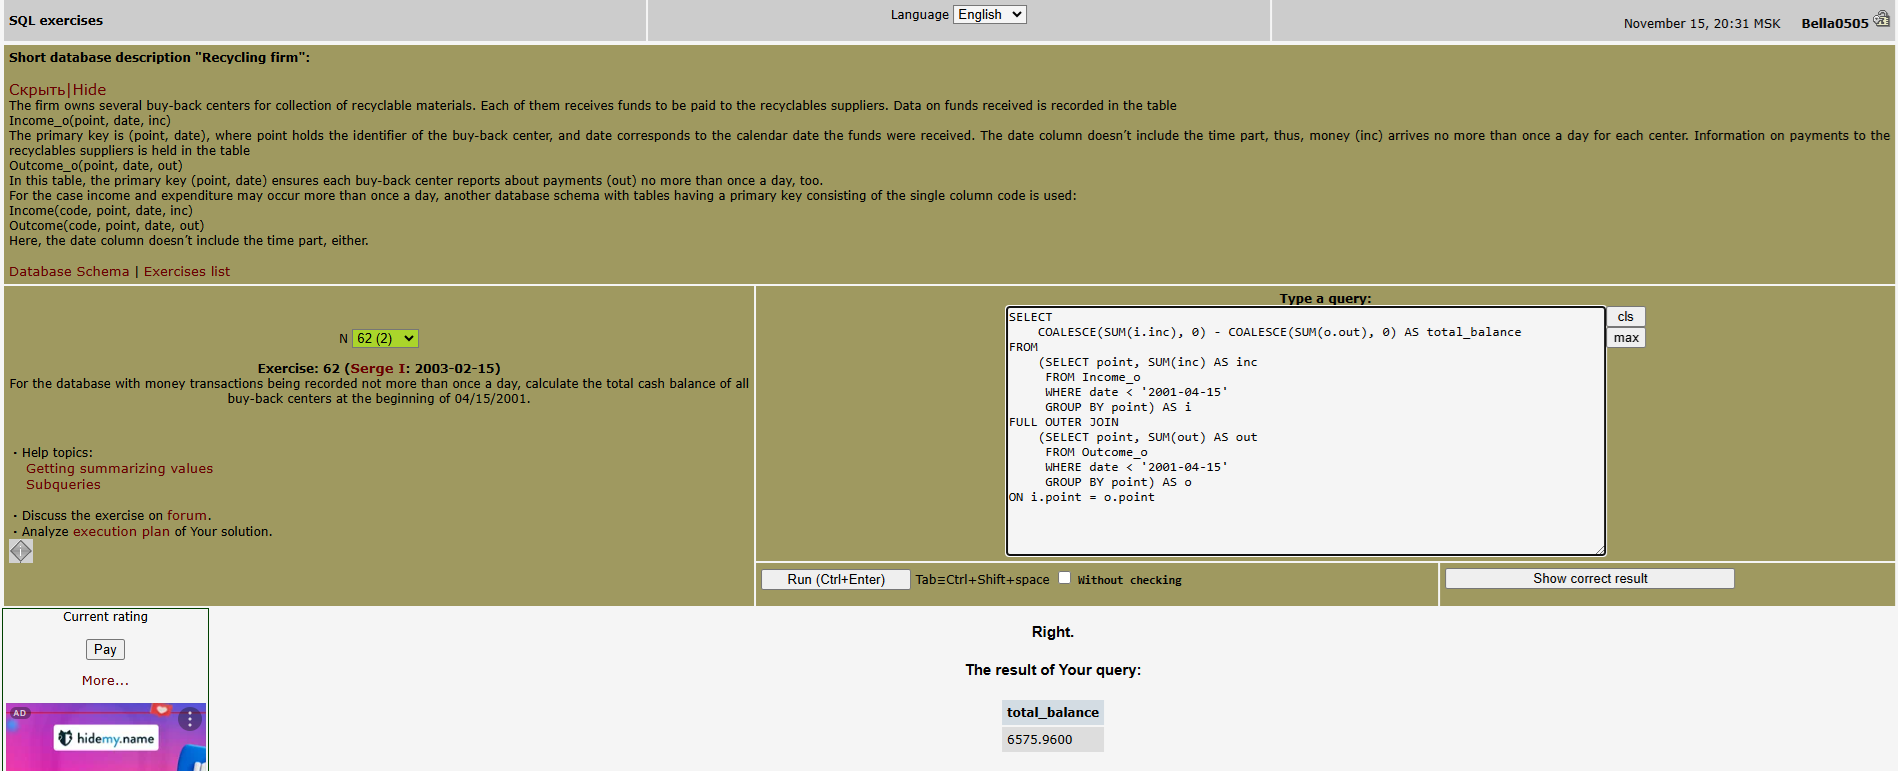 SQL exercises
Language English
November 15, 20:31 MSK Bella0505
Short database description "Recycling firm":
Скрыть|Hide
The firm owns several buy-back centers for collection of recyclable materials. Each of them receives funds to be paid to the recyclables suppliers. Data on funds received is recorded in the table
Income_o(point, date, inc)
The primary key is (point, date), where point holds the identifier of the buy-back center, and date corresponds to the calendar date the funds were received. The date column doesn’t include the time part, thus, money (inc) arrives no more than once a day for each center. Information on payments to the
recyclables suppliers is held in the table
Outcome_o(point, date, out)
In this table, the primary key (point, date) ensures each buy-back center reports about payments (out) no more than once a day, too.
For the case income and expenditure may occur more than once a day, another database schema with tables having a primary key consisting of the single column code is used:
Income(code, point, date, inc)
Outcome(code, point, date, out)
Here, the date column doesn’t include the time part, either.
Database Schema | Exercises list
N 62 (2)
Exercise: 62 (Serge I: 2003-02-15)
For the database with money transactions being recorded not more than once a day, calculate the total cash balance of all
buy-back centers at the beginning of 04/15/2001.
· Help topics:
Getting summarizing values
Subqueries
· Discuss the exercise on forum.
· Analyze execution plan of Your solution.
Type a query:
SELECT
    COALESCE(SUM(i.inc), 0) - COALESCE(SUM(o.out), 0) AS total_balance
FROM
    (SELECT point, SUM(inc) AS inc
     FROM Income_o
     WHERE date < '2001-04-15'
     GROUP BY point) AS i
FULL OUTER JOIN
    (SELECT point, SUM(out) AS out
     FROM Outcome_o
     WHERE date < '2001-04-15'
     GROUP BY point) AS o
ON i.point = o.point
cls
max
Run (Ctrl+Enter) Tab≡Ctrl+Shift+space Without checking
Show correct result
Current rating
Pay
More...
AD
hidemy.name
Right.
The result of Your query:
total_balance
6575.9600